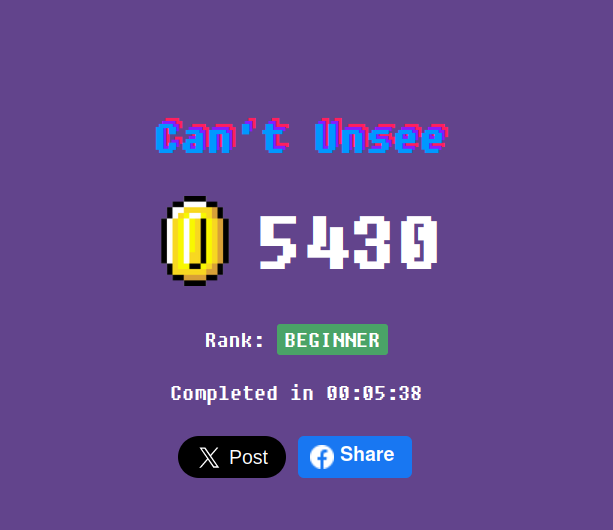 Can't Unsee
5430
Rank: BEGINNER
Completed in 00:05:38
Post Share